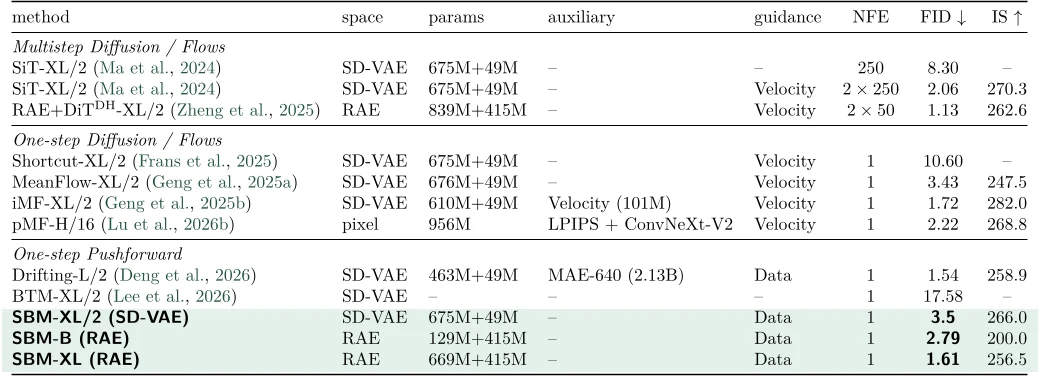 method space params auxiliary guidance NFE FID ↓ IS ↑
Multistep Diffusion / Flows
SiT-XL/2 (Ma et al., 2024) SD-VAE 675M+49M – – 250 8.30 –
SiT-XL/2 (Ma et al., 2024) SD-VAE 675M+49M – Velocity 2 × 250 2.06 270.3
RAE+DiTᴰᴴ-XL/2 (Zheng et al., 2025) RAE 839M+415M – Velocity 2 × 50 1.13 262.6
One-step Diffusion / Flows
Shortcut-XL/2 (Frans et al., 2025) SD-VAE 675M+49M – Velocity 1 10.60 –
MeanFlow-XL/2 (Geng et al., 2025a) SD-VAE 676M+49M – Velocity 1 3.43 247.5
iMF-XL/2 (Geng et al., 2025b) SD-VAE 610M+49M Velocity (101M) Velocity 1 1.72 282.0
pMF-H/16 (Lu et al., 2026b) pixel 956M LPIPS + ConvNeXt-V2 Velocity 1 2.22 268.8
One-step Pushforward
Drifting-L/2 (Deng et al., 2026) SD-VAE 463M+49M MAE-640 (2.13B) Data 1 1.54 258.9
BTM-XL/2 (Lee et al., 2026) SD-VAE – – – 1 17.58 –
SBM-XL/2 (SD-VAE) SD-VAE 675M+49M – Data 1 3.5 266.0
SBM-B (RAE) RAE 129M+415M – Data 1 2.79 200.0
SBM-XL (RAE) RAE 669M+415M – Data 1 1.61 256.5